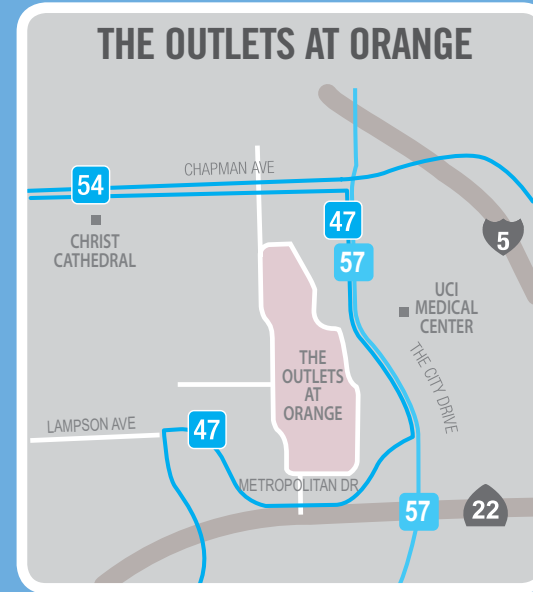 THE OUTLETS AT ORANGE
CHAPMAN AVE
54
CHRIST
CATHEDRAL
47
57
5
UCI
MEDICAL
CENTER
THE
OUTLETS
AT
ORANGE
THE CITY DRIVE
LAMPSON AVE
47
METROPOLITAN DR
57
22